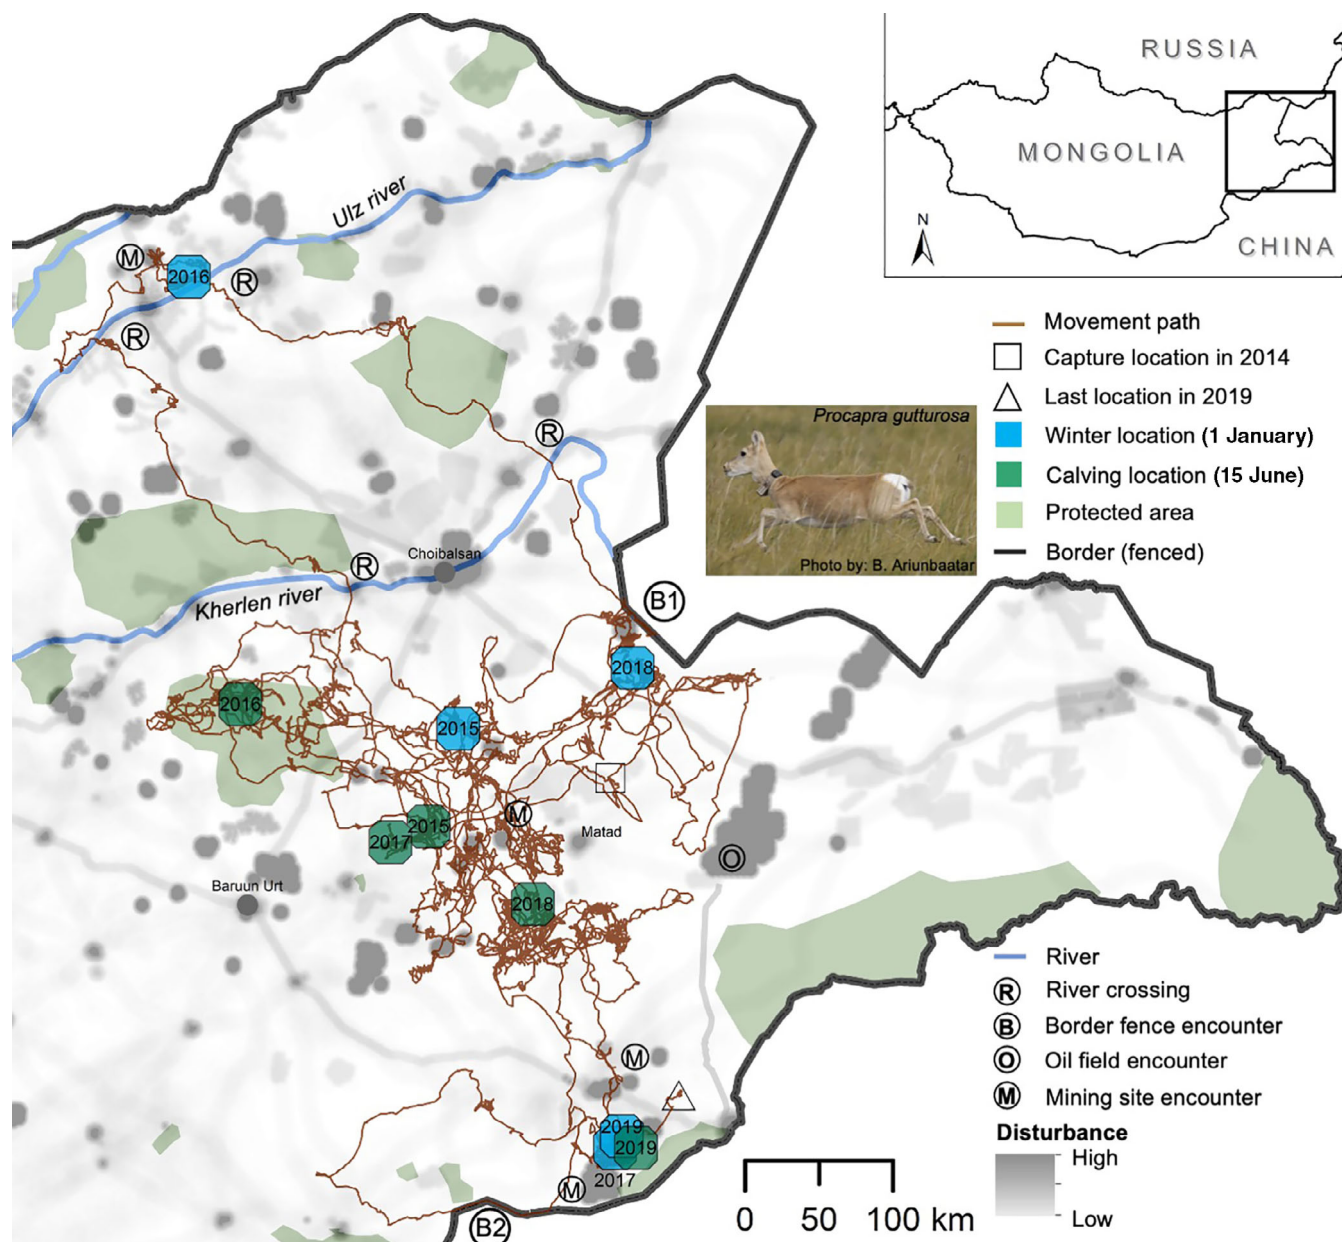 RUSSIA
MONGOLIA
N
CHINA
Ulz river
M
2016
R
R
Movement path
Capture location in 2014
Last location in 2019
Winter location (1 January)
Calving location (15 June)
Protected area
Border (fenced)
Procapra gutturosa
Photo by: B. Ariunbaatar
R
Choibalsan
R
Kherlen river
B1
2018
2016
2015
M
2015
2017
Matad
O
Baruun Urt
2018
River
R River crossing
B Border fence encounter
O Oil field encounter
M Mining site encounter
Disturbance
High
Low
M
2019
2019
2017
M
B2
0 50 100 km